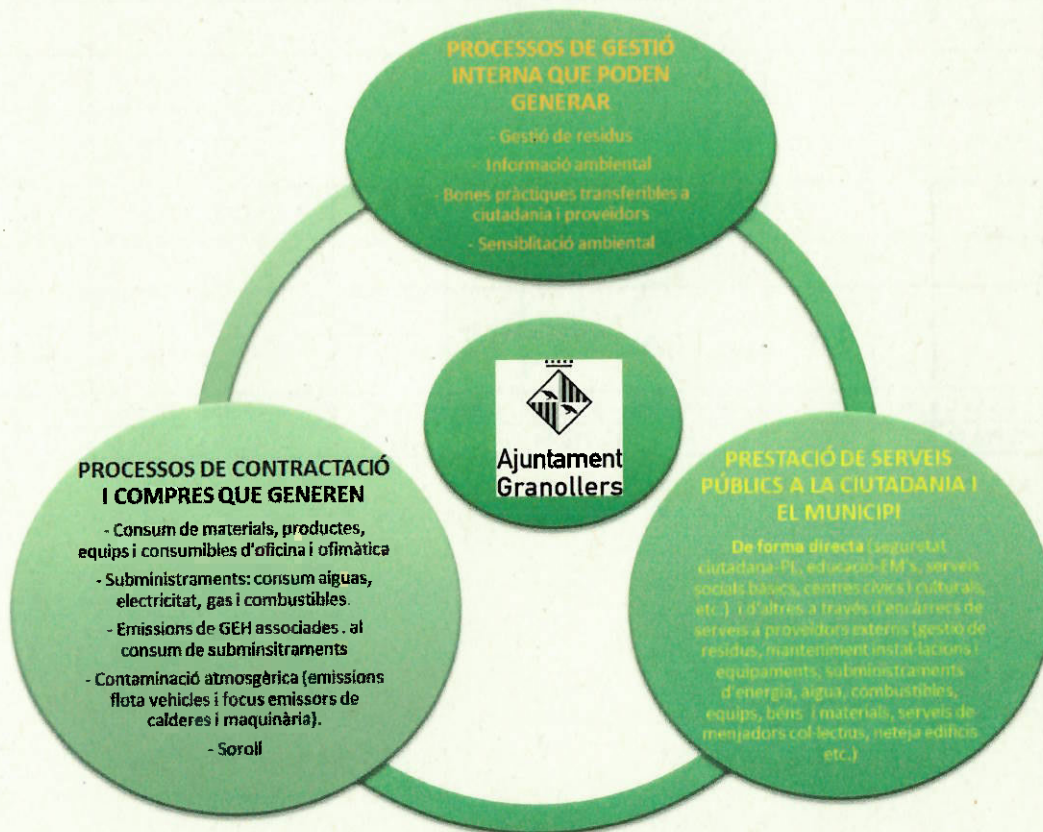 PROCESSOS DE GESTIÓ
INTERNA QUE PODEN
GENERAR
- Gestió de residus
- Informació ambiental
- Bones pràctiques transferibles a
ciutadania i proveïdors
- Sensiblitació ambiental
Ajuntament
Granollers
PROCESSOS DE CONTRACTACIÓ
I COMPRES QUE GENEREN
- Consum de materials, productes,
equips i consumibles d'oficina i ofimàtica
- Subministraments: consum aiguas,
electricitat, gas i combustibles.
- Emissions de GEH associades . al
consum de subminsitraments
- Contaminació atmosgèrica (emissions
flota vehicles i focus emissors de
calderes i maquinària).
- Soroll
PRESTACIÓ DE SERVEIS
PÚBLICS A LA CIUTADANIA I
EL MUNICIPI
De forma directa (seguretat
ciutadana-PL, educació-EM's, serveis
socials bàsics, centres cívics i culturals,
etc.) i d'altres a través d'encàrrecs de
serveis a proveïdors externs (gestió de
residus, manteniment instal·lacions i
equipaments, subministraments
d'energia, aigua, combustibles,
equips, béns i materials, serveis de
menjadors col·lectius, neteja edificis
etc.)